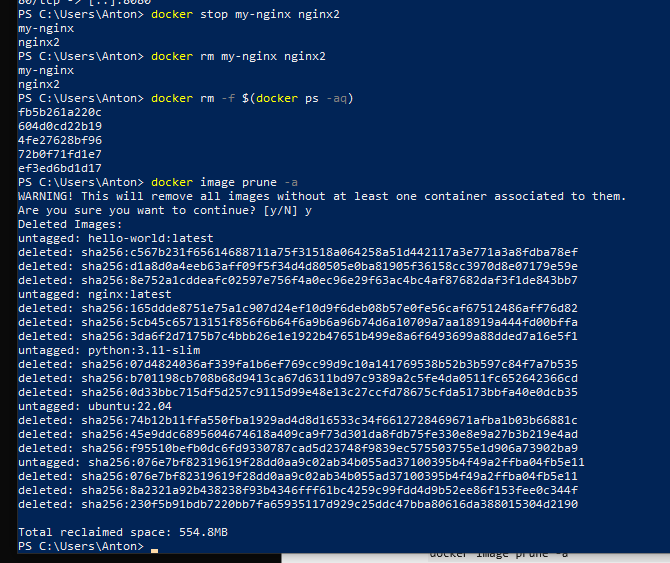 80/tcp -> [::]:8080
PS C:\Users\Anton> docker stop my-nginx nginx2
my-nginx
nginx2
PS C:\Users\Anton> docker rm my-nginx nginx2
my-nginx
nginx2
PS C:\Users\Anton> docker rm -f $(docker ps -aq)
fb5b261a220c
604d0cd22b19
4fe27628bf96
72b0f71fd1e7
ef3ed6bd1d17
PS C:\Users\Anton> docker image prune -a
WARNING! This will remove all images without at least one container associated to them.
Are you sure you want to continue? [y/N] y
Deleted Images:
untagged: hello-world:latest
deleted: sha256:c567b231f65614688711a75f31518a064258a51d442117a3e771a3a8fdba78ef
deleted: sha256:d1a8d0a4eeb63aff09f5f34d4d80505e0ba81905f36158cc3970d8e07179e59e
deleted: sha256:8e752a1cddeafc02597e756f4a0ec96e29f63ac4bc4af87682daf3f1de843bb7
untagged: nginx:latest
deleted: sha256:165ddde8751e75a1c907d24ef10d9f6deb08b57e0fe56caf67512486aff76d82
deleted: sha256:5cb45c65713151f856f6b64f6a9b6a96b74d6a10709a7aa18919a444fd00bffa
deleted: sha256:3da6f2d7175b7c4bbb26e1e1922b47651b499e8a6f6493699a88dded7a16e5f1
untagged: python:3.11-slim
deleted: sha256:07d4824036af339fa1b6ef769cc99d9c10a141769538b52b3b597c84f7a7b535
deleted: sha256:b701198cb708b68d9413ca67d6311bd97c9389a2c5fe4da0511fc652642366cd
deleted: sha256:0d33bbc715df5d257c9115d99e48e13c27ccfd78675cfda5173bbfa40e0dcb35
untagged: ubuntu:22.04
deleted: sha256:74b12b11ffa550fba1929ad4d8d16533c34f6612728469671afba1b03b66881c
deleted: sha256:45e9ddc6895604674618a409ca9f73d301da8fdb75fe330e8e9a27b3b219e4ad
deleted: sha256:f95510befb0dc6fd9330787cad5d23748f9839ec575503755e1d906a73902ba9
untagged: sha256:076e7bf82319619f28dd0aa9c02ab34b055ad37100395b4f49a2ffba04fb5e11
deleted: sha256:076e7bf82319619f28dd0aa9c02ab34b055ad37100395b4f49a2ffba04fb5e11
deleted: sha256:8a2321a92b438238f93b4346fff61bc4259c99fdd4d9b52ee86f153fee0c344f
deleted: sha256:230f5b91bdb7220bb7fa65935117d929c25ddc47bba80616da388015304d2190
Total reclaimed space: 554.8MB
PS C:\Users\Anton>
docker image prune -a